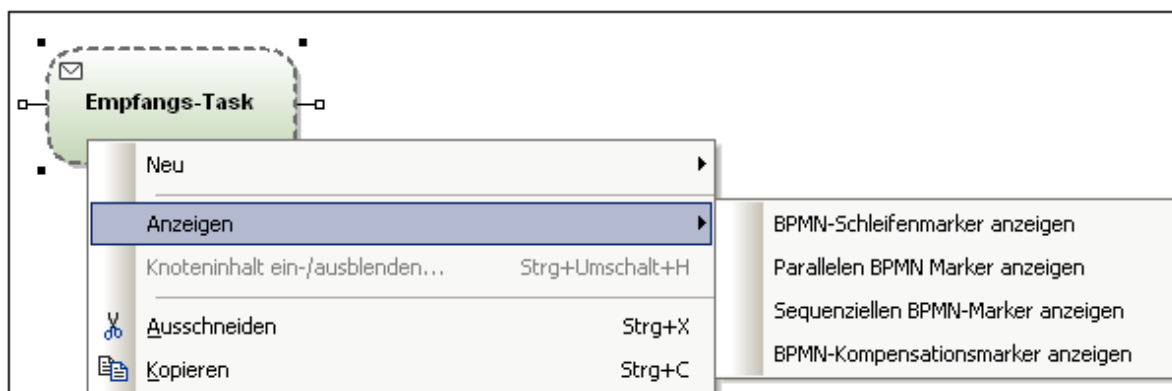 Empfangs-Task
Neu
Anzeigen
BPMN-Schleifenmarker anzeigen
Knoteninhalt ein-/ausblenden... Strg+Umschalt+H
Parallelen BPMN Marker anzeigen
Sequenziellen BPMN-Marker anzeigen
Ausschneiden Strg+X
BPMN-Kompensationsmarker anzeigen
Kopieren Strg+C